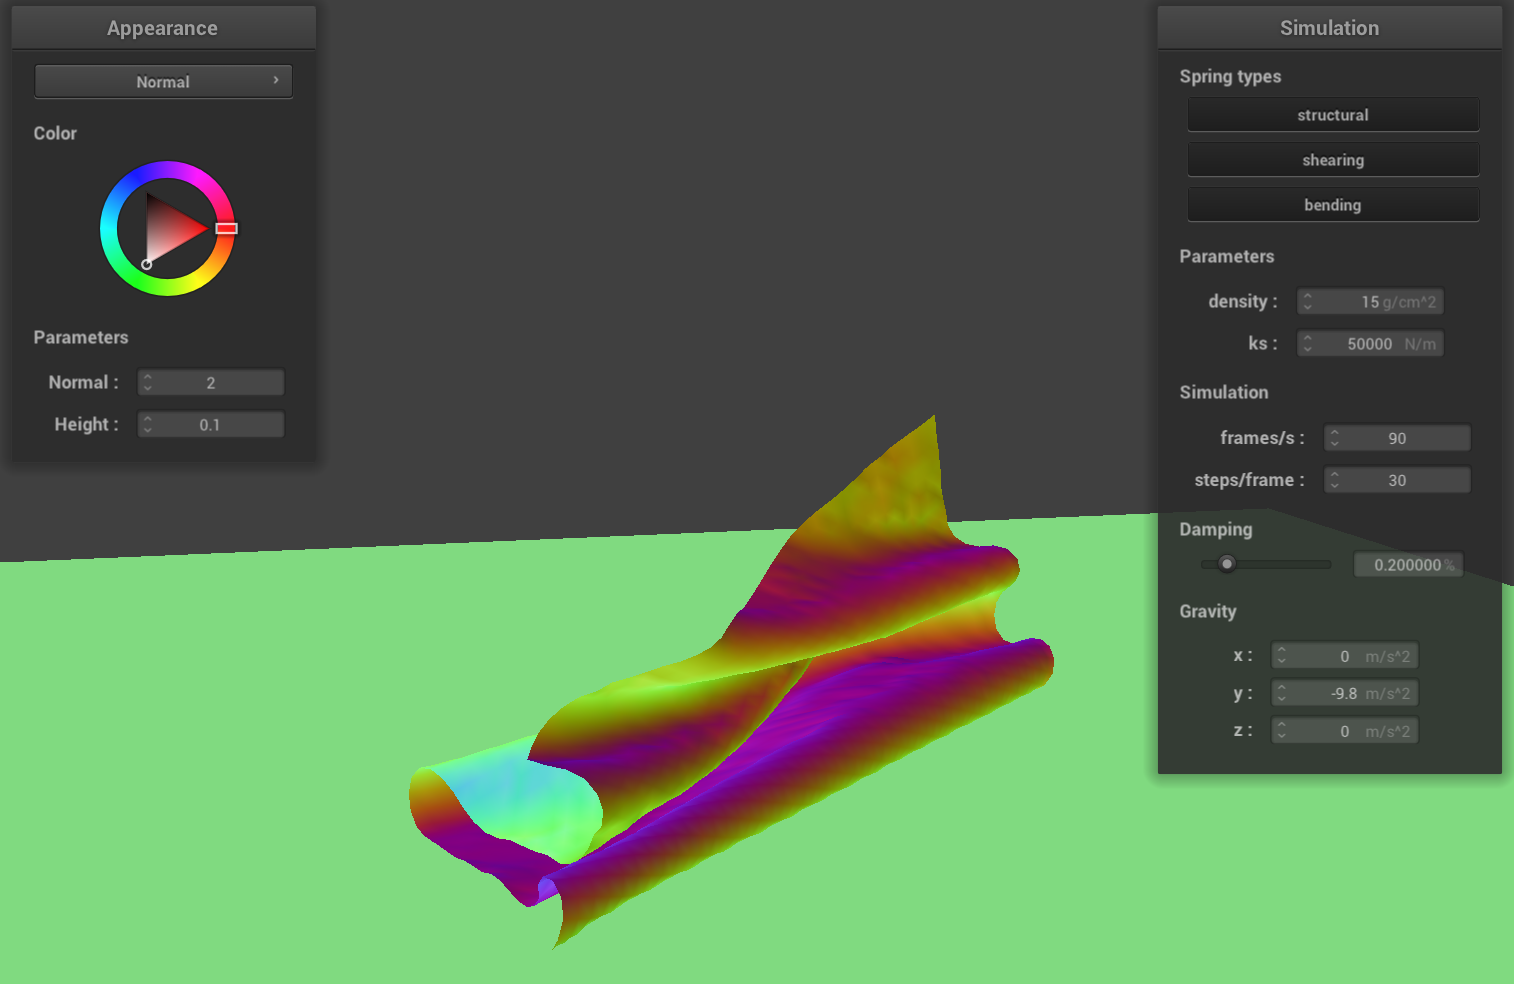 Appearance
Normal
Color
Parameters
Normal : 2
Height : 0.1
Simulation
Spring types
structural
shearing
bending
Parameters
density : 15 g/cm^2
ks : 50000 N/m
Simulation
frames/s : 90
steps/frame : 30
Damping
0.200000 %
Gravity
x : 0 m/s^2
y : -9.8 m/s^2
z : 0 m/s^2